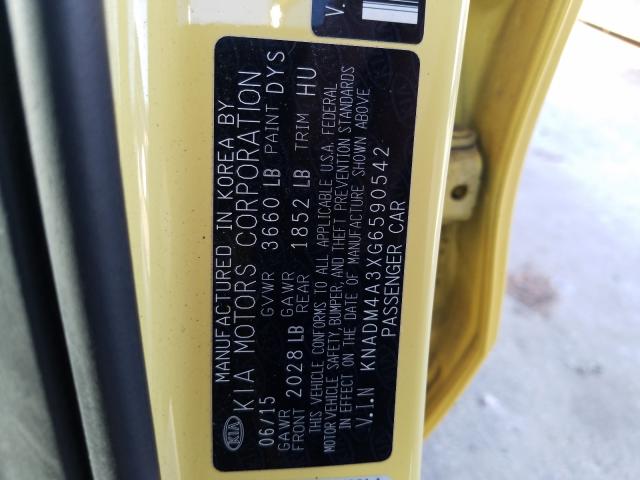 V.
MANUFACTURED IN KOREA BY
KIA KIA MOTORS CORPORATION
06/15 GVWR 3660 LB PAINT DYS
GAWR GAWR
FRONT 2028 LB REAR 1852 LB TRIM HU
THIS VEHICLE CONFORMS TO ALL APPLICABLE U.S.A. FEDERAL
MOTOR VEHICLE SAFETY, BUMPER, AND THEFT PREVENTION STANDARDS
IN EFFECT ON THE DATE OF MANUFACTURE SHOWN ABOVE
V.I.N KNADM4A3XG6590542
PASSENGER CAR